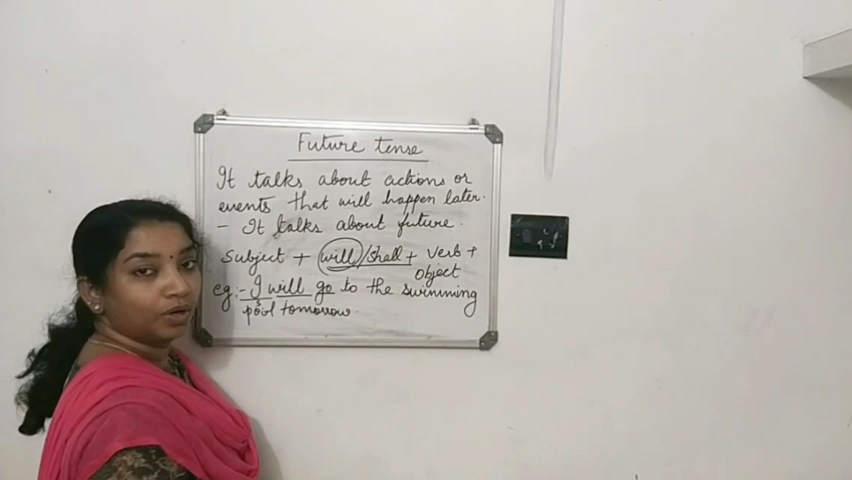 Future tense
It talks about actions or
events that will happen later.
- It talks about future.
Subject + will/shall + verb +
Object
eg:- I will go to the swimming
S
pool tomorrow.